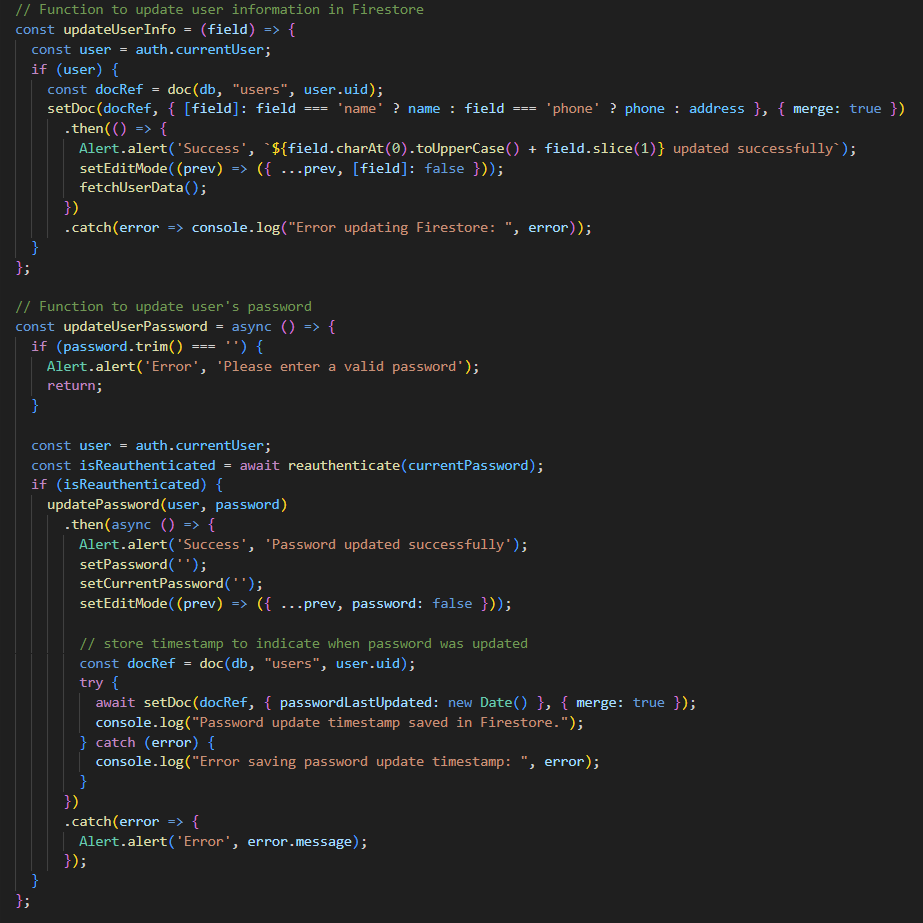 // Function to update user information in Firestore
const updateUserInfo = (field) => {
  const user = auth.currentUser;
  if (user) {
    const docRef = doc(db, "users", user.uid);
    setDoc(docRef, { [field]: field === 'name' ? name : field === 'phone' ? phone : address }, { merge: true })
      .then(() => {
        Alert.alert('Success', `${field.charAt(0).toUpperCase() + field.slice(1)} updated successfully`);
        setEditMode((prev) => ({ ...prev, [field]: false }));
        fetchUserData();
      })
      .catch(error => console.log("Error updating Firestore: ", error));
  }
};

// Function to update user's password
const updateUserPassword = async () => {
  if (password.trim() === '') {
    Alert.alert('Error', 'Please enter a valid password');
    return;
  }

  const user = auth.currentUser;
  const isReauthenticated = await reauthenticate(currentPassword);
  if (isReauthenticated) {
    updatePassword(user, password)
      .then(async () => {
        Alert.alert('Success', 'Password updated successfully');
        setPassword('');
        setCurrentPassword('');
        setEditMode((prev) => ({ ...prev, password: false }));

        // store timestamp to indicate when password was updated
        const docRef = doc(db, "users", user.uid);
        try {
          await setDoc(docRef, { passwordLastUpdated: new Date() }, { merge: true });
          console.log("Password update timestamp saved in Firestore.");
        } catch (error) {
          console.log("Error saving password update timestamp: ", error);
        }
      })
      .catch(error => {
        Alert.alert('Error', error.message);
      });
  }
};